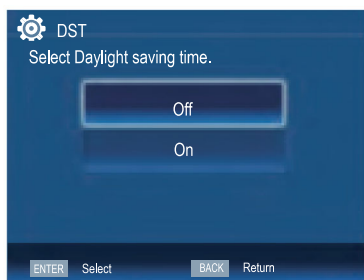 DST
Select Daylight saving time.
Off
On
ENTER Select BACK Return